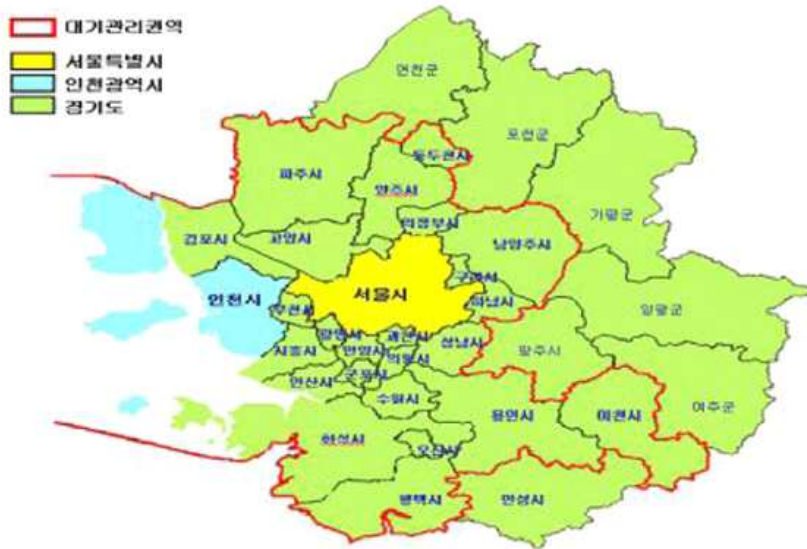 대기관리권역
서울특별시
인천광역시
경기도
연천군
포천군
동두천시
파주시
양주시
가평군
의정부시
김포시
고양시
남양주시
구리시
인천시
서울시
하남시
부천시
양평군
광명시
과천시
성남시
시흥시
안양시
의왕시
광주시
안산시
군포시
수원시
여주군
용인시
이천시
화성시
오산시
평택시
안성시